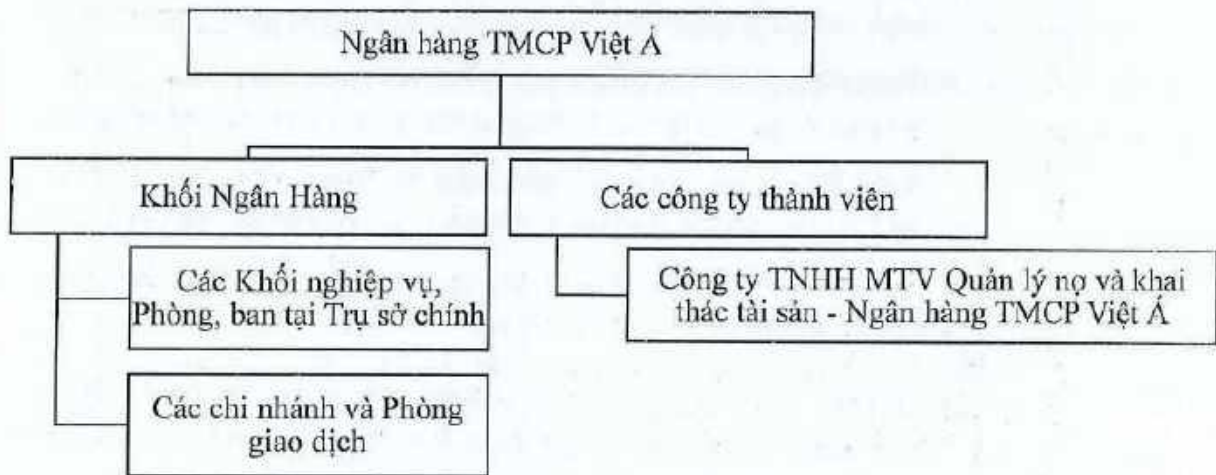 Ngân hàng TMCP Việt Á
Khối Ngân Hàng
Các công ty thành viên
Các Khối nghiệp vụ,
Phòng, ban tại Trụ sở chính
Công ty TNHH MTV Quản lý nợ và khai
thác tài sản - Ngân hàng TMCP Việt Á
Các chi nhánh và Phòng
giao dịch